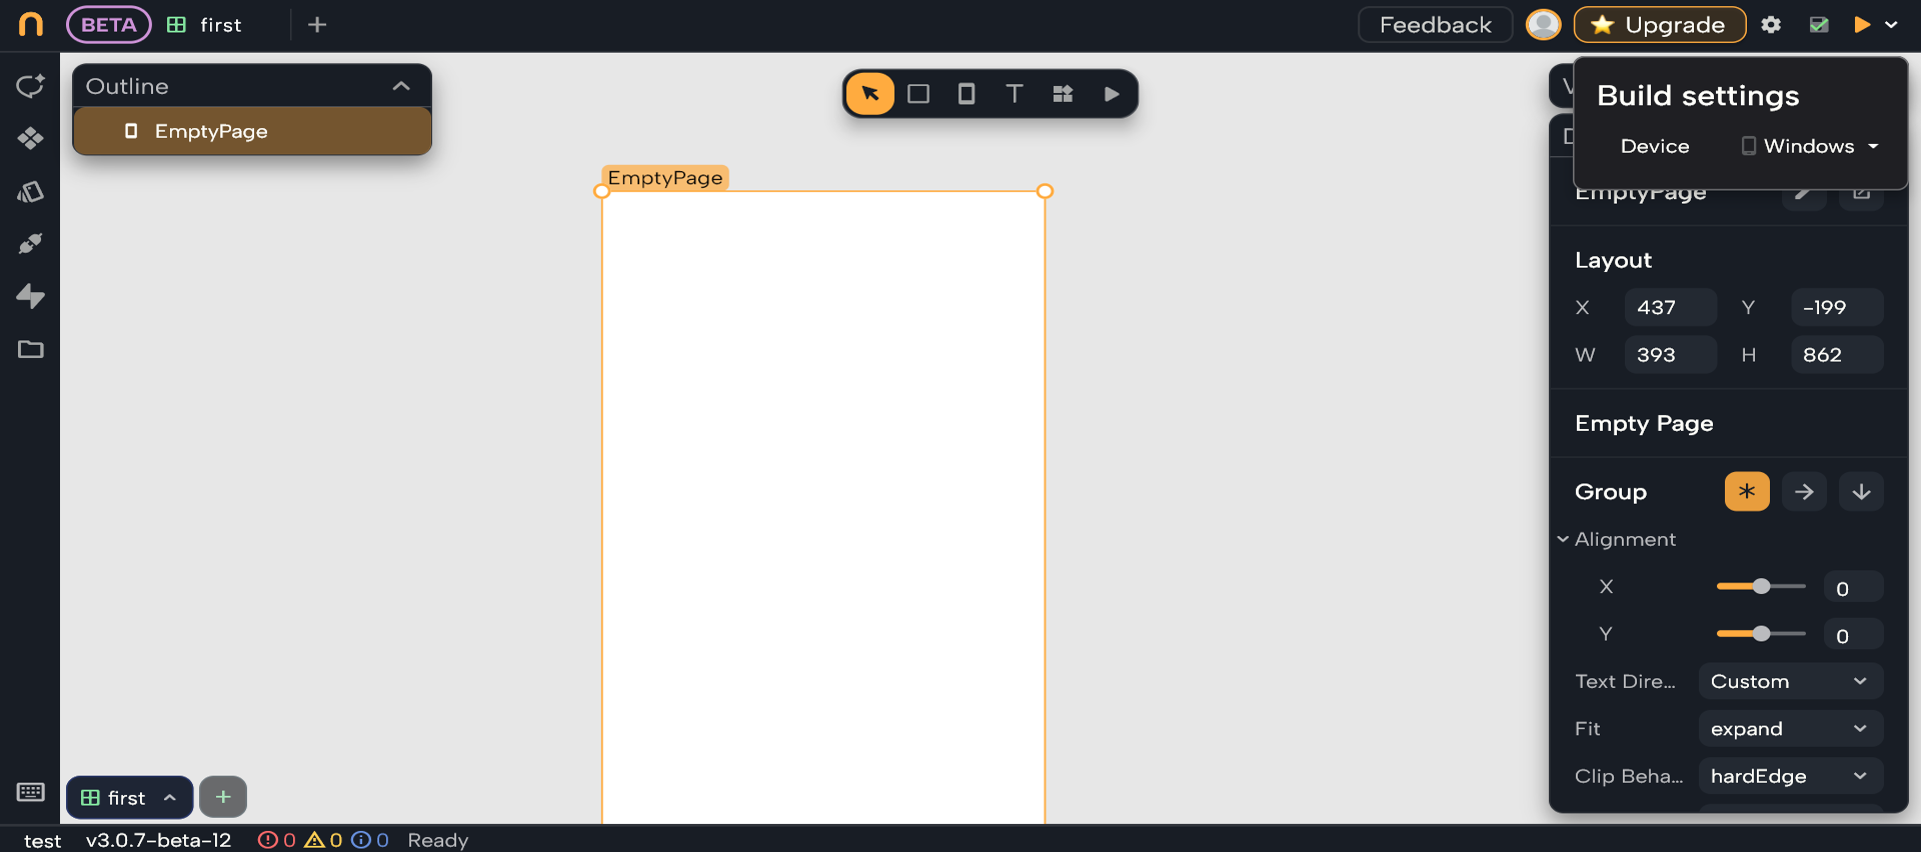 BETA
first
Feedback
Upgrade
Outline
EmptyPage
Build settings
Device
Windows
EmptyPage
EmptyPage
Layout
X
437
Y
-199
W
393
H
862
Empty Page
Group
Alignment
X
0
Y
0
Text Dire...
Custom
Fit
expand
Clip Beha...
hardEdge
first
test
v3.0.7-beta-12
0
0
0
Ready